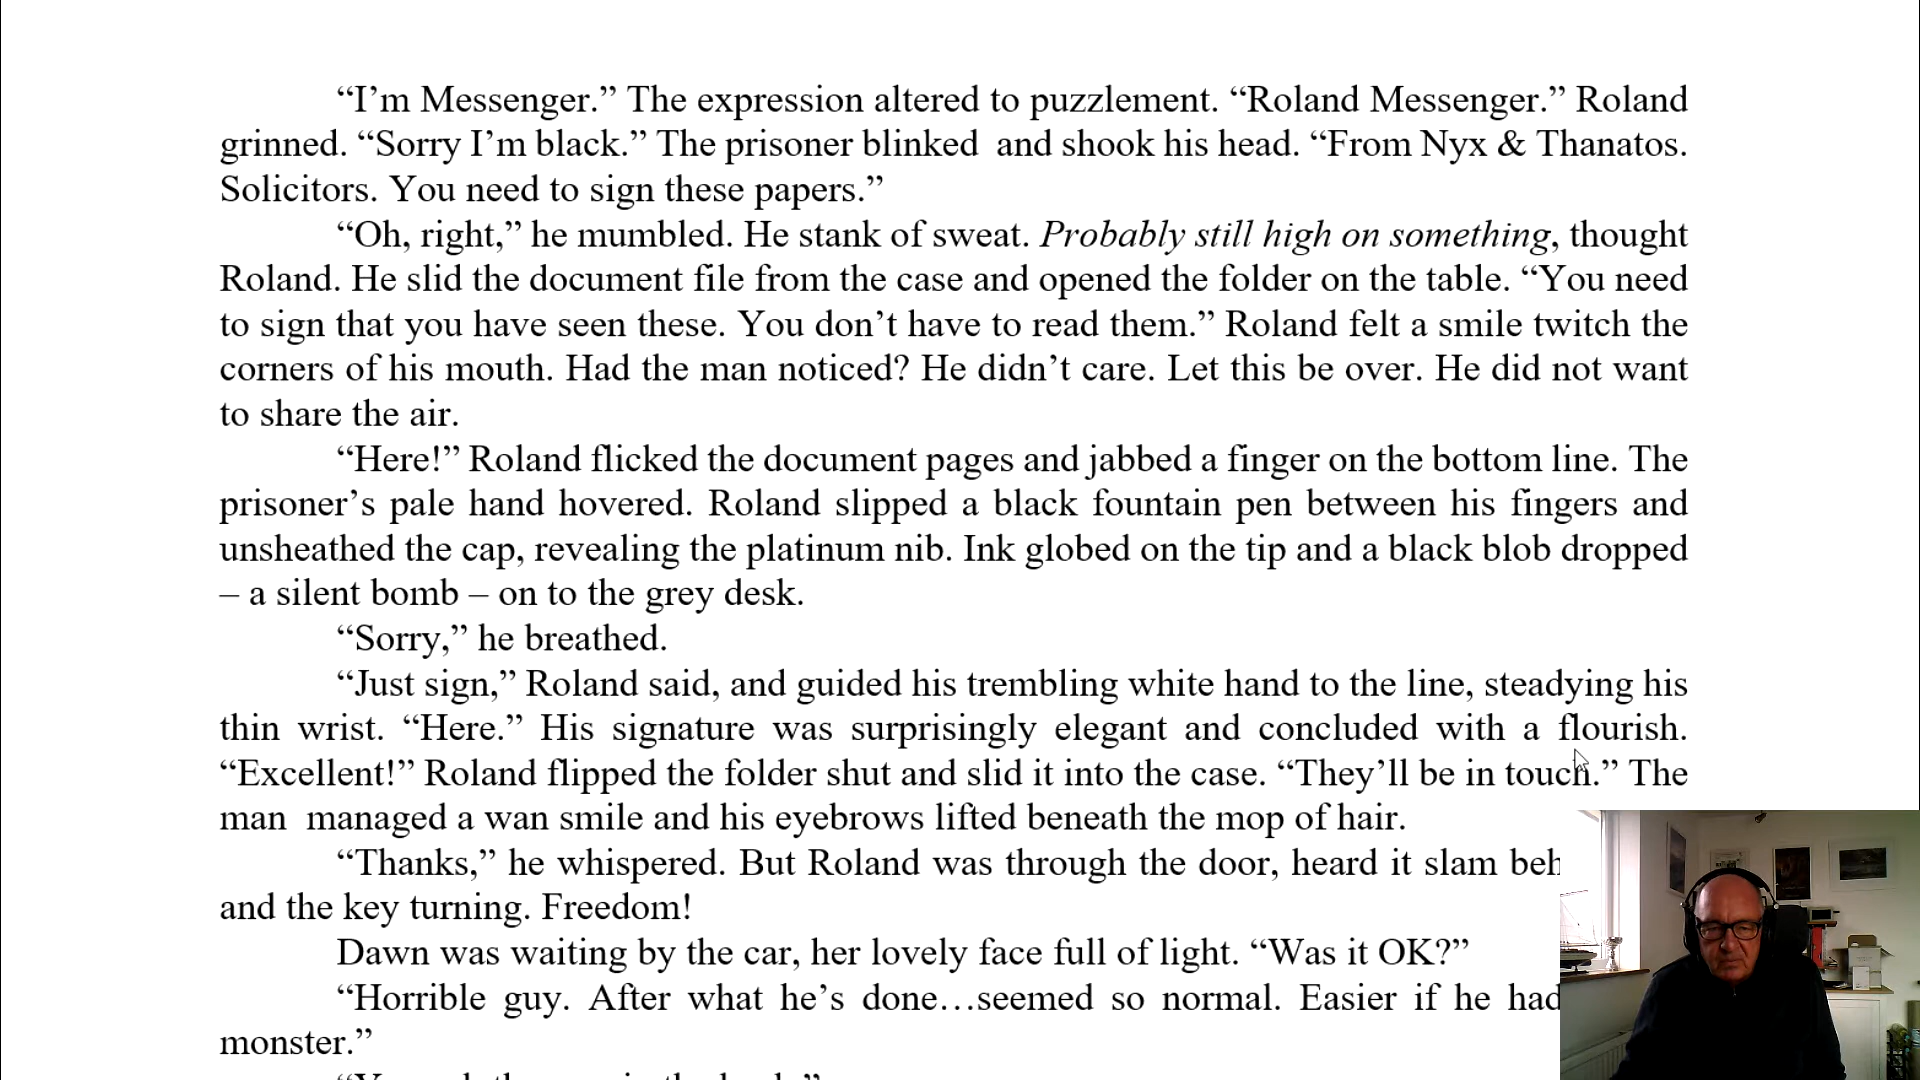 “I’m Messenger.” The expression altered to puzzlement. “Roland Messenger.” Roland
grinned. “Sorry I’m black.” The prisoner blinked  and shook his head. “From Nyx & Thanatos.
Solicitors. You need to sign these papers.”
“Oh, right,” he mumbled. He stank of sweat. Probably still high on something, thought
Roland. He slid the document file from the case and opened the folder on the table. “You need
to sign that you have seen these. You don’t have to read them.” Roland felt a smile twitch the
corners of his mouth. Had the man noticed? He didn’t care. Let this be over. He did not want
to share the air.
“Here!” Roland flicked the document pages and jabbed a finger on the bottom line. The
prisoner’s pale hand hovered. Roland slipped a black fountain pen between his fingers and
unsheathed the cap, revealing the platinum nib. Ink globed on the tip and a black blob dropped
– a silent bomb – on to the grey desk.
“Sorry,” he breathed.
“Just sign,” Roland said, and guided his trembling white hand to the line, steadying his
thin wrist. “Here.” His signature was surprisingly elegant and concluded with a flourish.
“Excellent!” Roland flipped the folder shut and slid it into the case. “They’ll be in touch.” The
man  managed a wan smile and his eyebrows lifted beneath the mop of hair.
“Thanks,” he whispered. But Roland was through the door, heard it slam beh
and the key turning. Freedom!
Dawn was waiting by the car, her lovely face full of light. “Was it OK?”
“Horrible guy. After what he’s done…seemed so normal. Easier if he had
monster.”